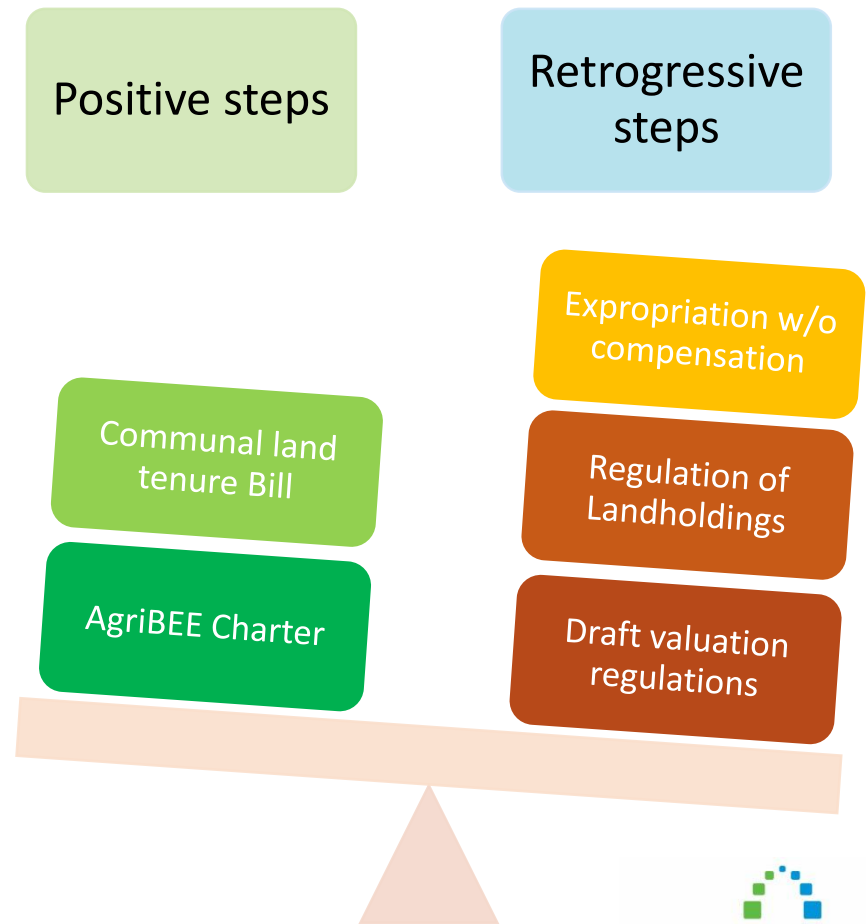 Positive steps
Retrogressive
steps
Communal land
tenure Bill
AgriBEE Charter
Expropriation w/o
compensation
Regulation of
Landholdings
Draft valuation
regulations